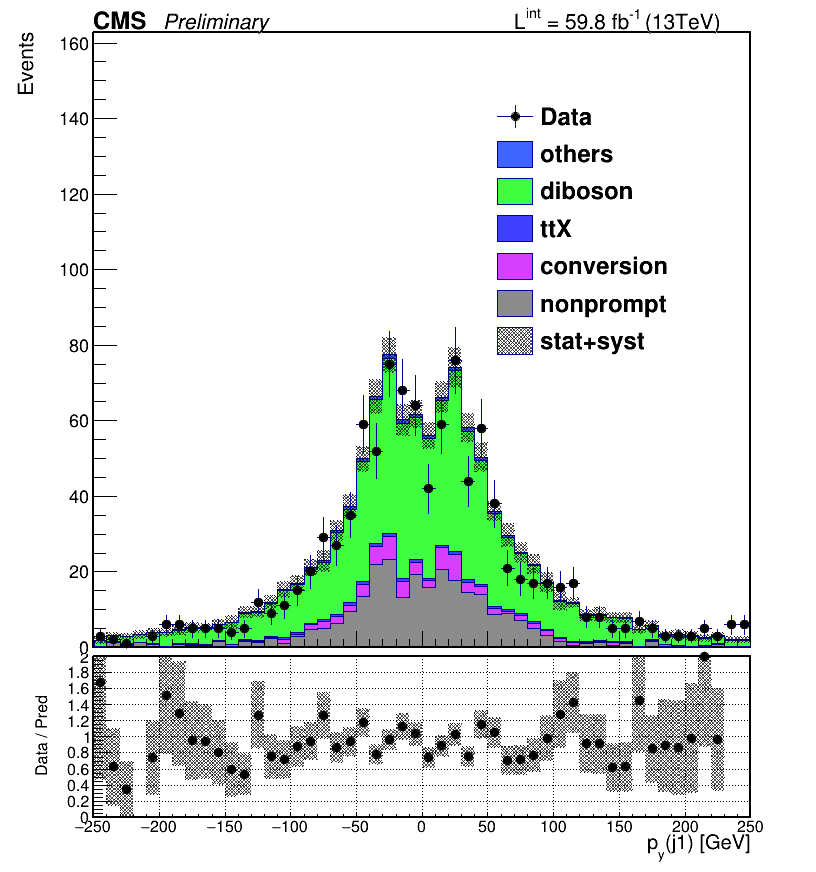 CMS Preliminary L^int = 59.8 fb^-1 (13TeV)
Events
160
140
120
100
80
60
40
20
0
Data
others
diboson
ttX
conversion
nonprompt
stat+syst
Data / Pred
2
1.8
1.6
1.4
1.2
1
0.8
0.6
0.4
0.2
0
−250 −200 −150 −100 −50 0 50 100 150 200 250
p_y(j1) [GeV]